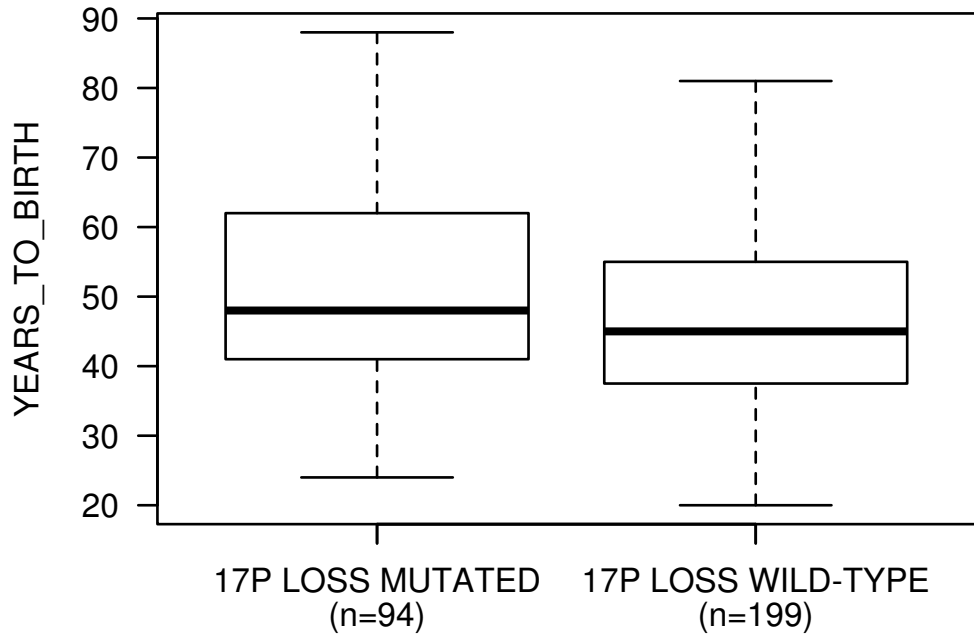 YEARS_TO_BIRTH
90
80
70
60
50
40
30
20
17P LOSS MUTATED
(n=94)
17P LOSS WILD-TYPE
(n=199)